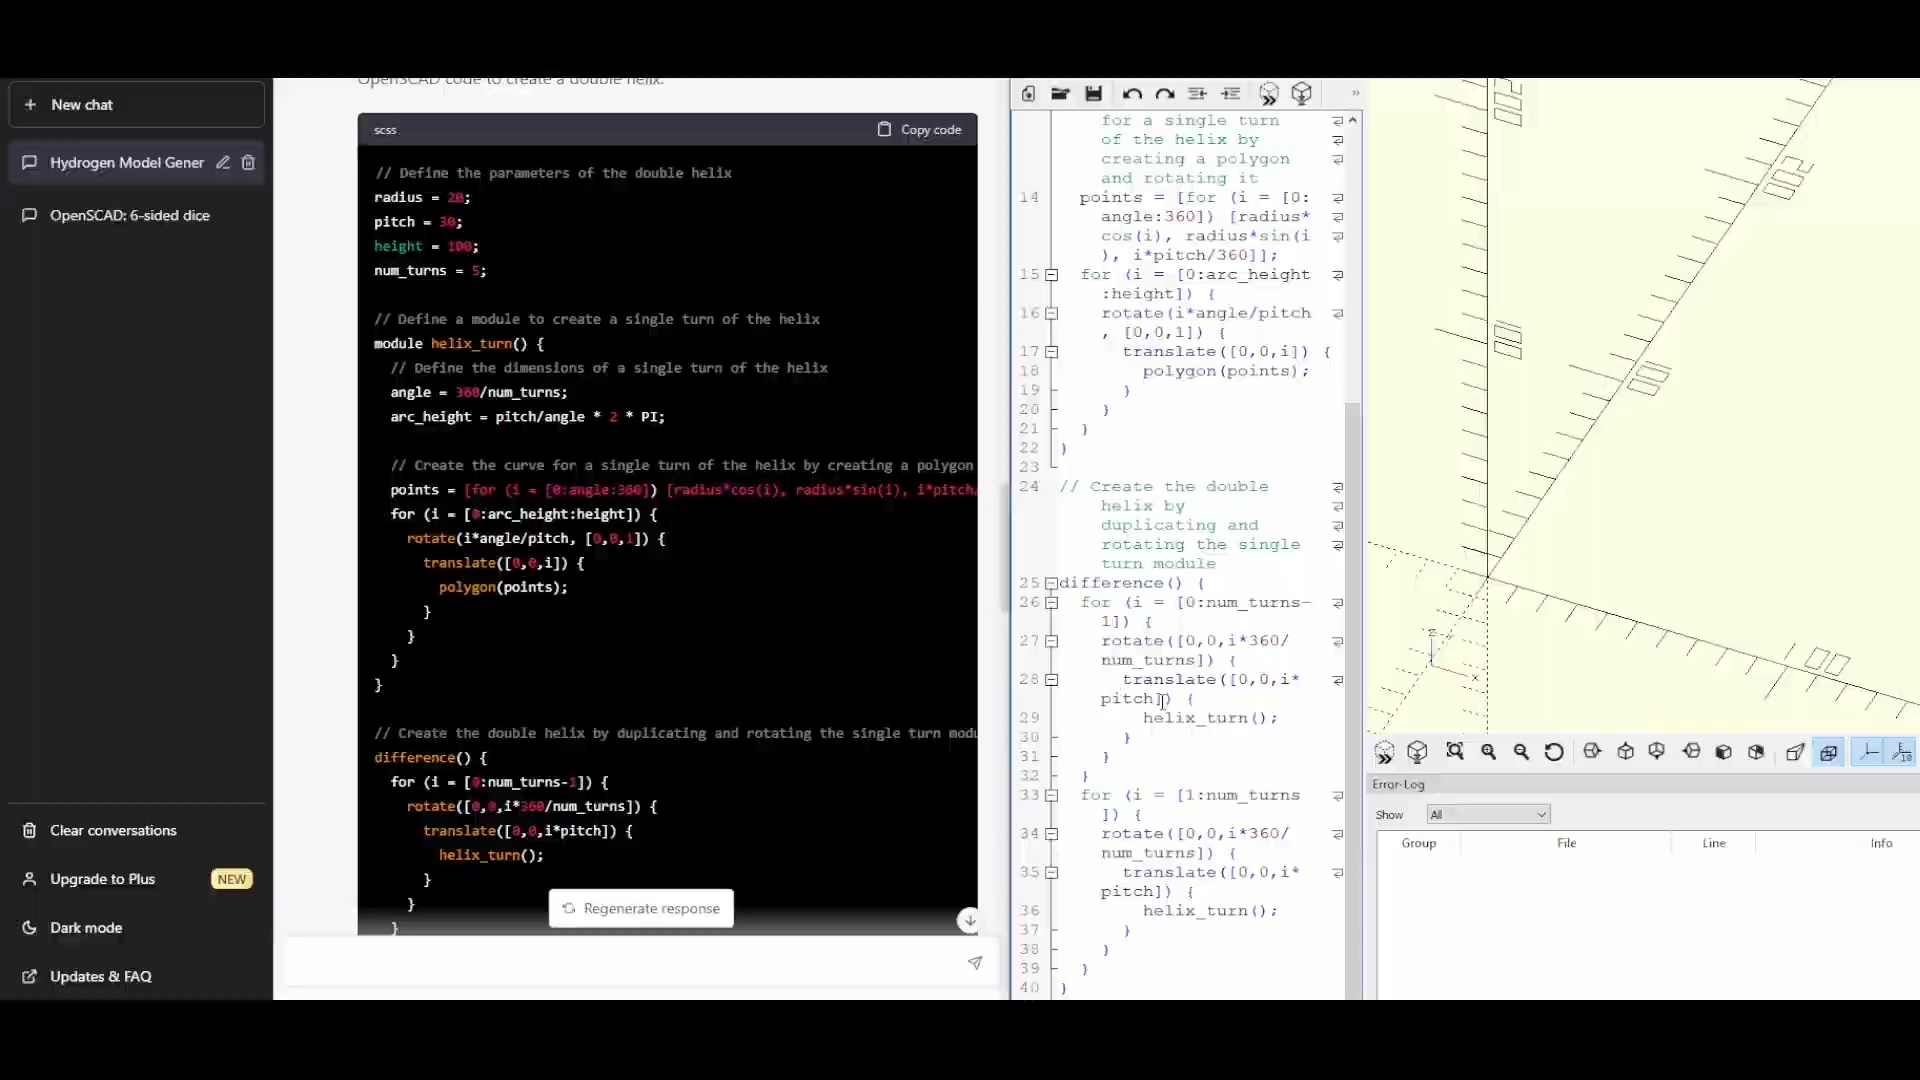 New chat
Hydrogen Model Gener
OpenSCAD: 6-sided dice
Clear conversations
Upgrade to Plus NEW
Dark mode
Updates & FAQ
OpenSCAD code to create a double helix.
scss Copy code
// Define the parameters of the double helix
radius = 20;
pitch = 30;
height = 100;
num_turns = 5;
// Define a module to create a single turn of the helix
module helix_turn() {
// Define the dimensions of a single turn of the helix
angle = 360/num_turns;
arc_height = pitch/angle * 2 * PI;
// Create the curve for a single turn of the helix by creating a polygon
points = [for (i = [0:angle:360]) [radius*cos(i), radius*sin(i), i*pitch/
for (i = [0:arc_height:height]) {
rotate(i*angle/pitch, [0,0,1]) {
translate([0,0,i]) {
polygon(points);
}
}
}
}
// Create the double helix by duplicating and rotating the single turn modu
difference() {
for (i = [0:num_turns-1]) {
rotate([0,0,i*360/num_turns]) {
translate([0,0,i*pitch]) {
helix_turn();
}
}
}
Regenerate response
for a single turn
of the helix by
creating a polygon
and rotating it
14 points = [for (i = [0:
angle:360]) [radius*
cos(i), radius*sin(i
), i*pitch/360]];
15 for (i = [0:arc_height
:height]) {
16 rotate(i*angle/pitch
, [0,0,1]) {
17 translate([0,0,i]) {
18 polygon(points);
19 }
20 }
21 }
22 }
23
24 // Create the double
helix by
duplicating and
rotating the single
turn module
25 difference() {
26 for (i = [0:num_turns-
1]) {
27 rotate([0,0,i*360/
num_turns]) {
28 translate([0,0,i*
pitch]) {
29 helix_turn();
30 }
31 }
32 }
33 for (i = [1:num_turns
]) {
34 rotate([0,0,i*360/
num_turns]) {
35 translate([0,0,i*
pitch]) {
36 helix_turn();
37 }
38 }
39 }
40 }
z
x
Error-Log
Show All
Group File Line Info